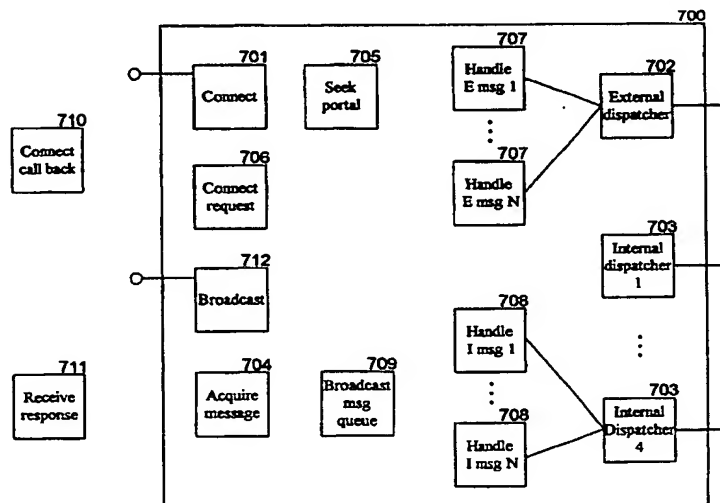 700
701
Connect
705
Seek
portal
707
Handle
E msg 1
702
External
dispatcher
710
Connect
call back
706
Connect
request
707
Handle
E msg N
703
Internal
dispatcher
1
712
Broadcast
708
Handle
I msg 1
711
Receive
response
704
Acquire
message
709
Broadcast
msg
queue
708
Handle
I msg N
703
Internal
Dispatcher
4